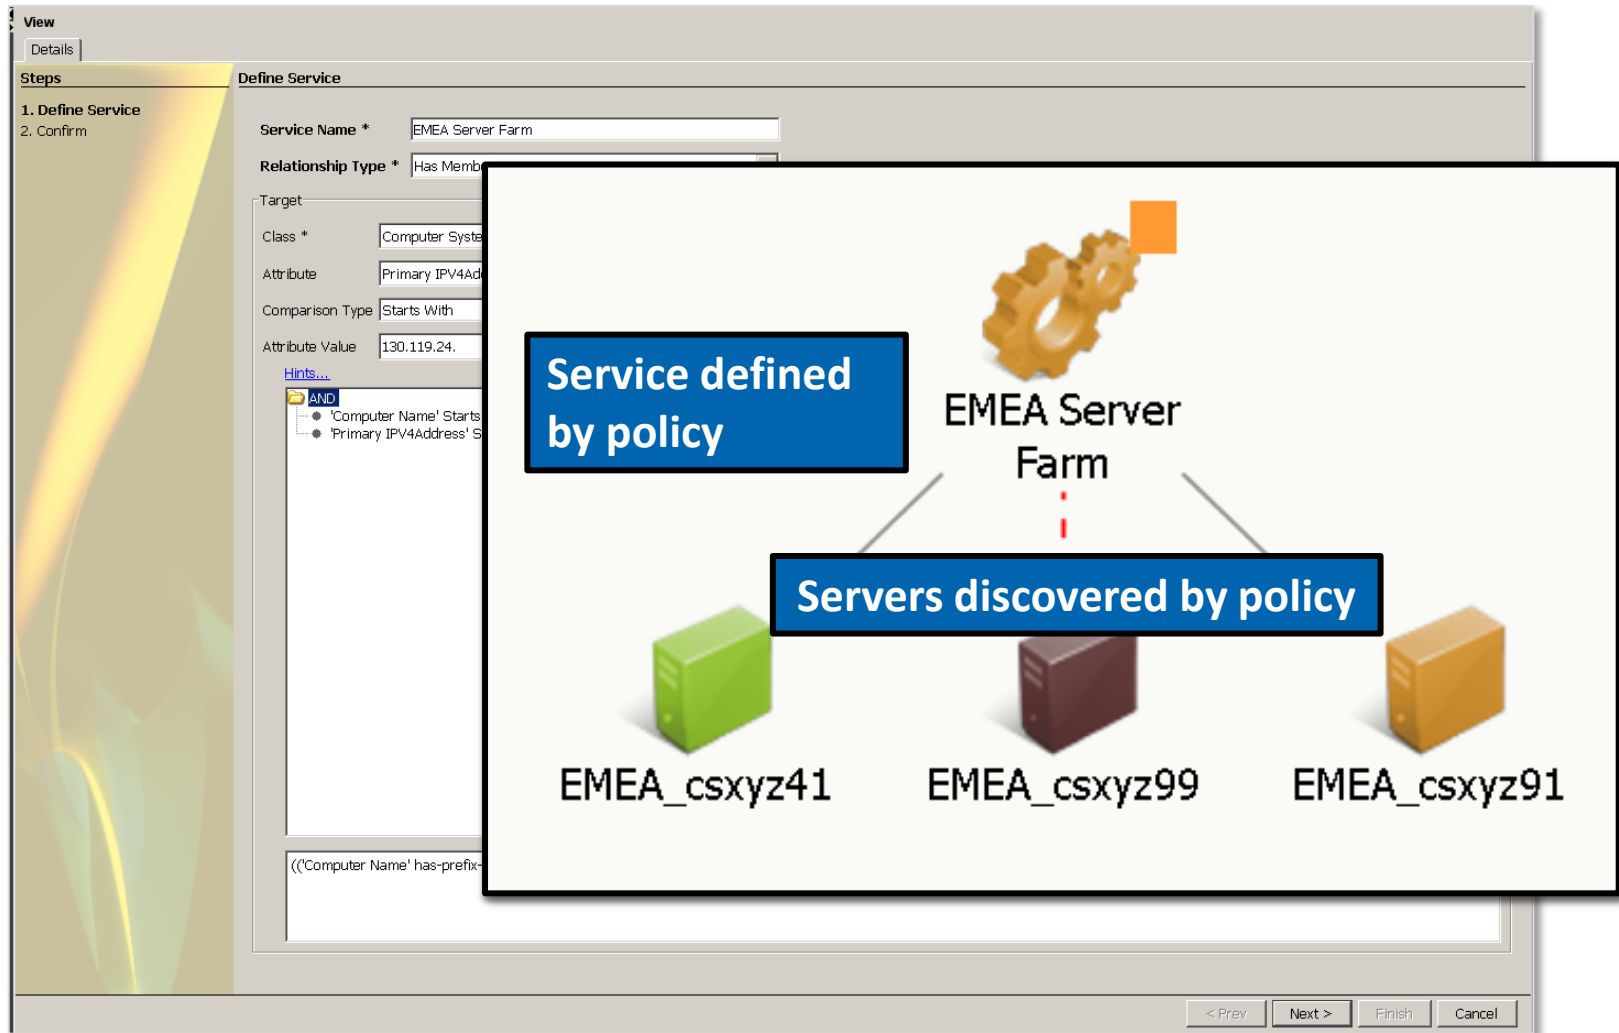 View
Details
Steps
1. Define Service
2. Confirm
Define Service
Service Name *
EMEA Server Farm
Relationship Type *
Has Memb
Target
Class *
Computer Syste
Attribute
Primary IPV4Ad
Comparison Type
Starts With
Attribute Value
130.119.24.
Hints...
AND
'Computer Name' Starts
'Primary IPV4Address' S
(('Computer Name' has-prefix-
Service defined
by policy
EMEA Server
Farm
Servers discovered by policy
EMEA_csxyz41
EMEA_csxyz99
EMEA_csxyz91
< Prev
Next >
Finish
Cancel